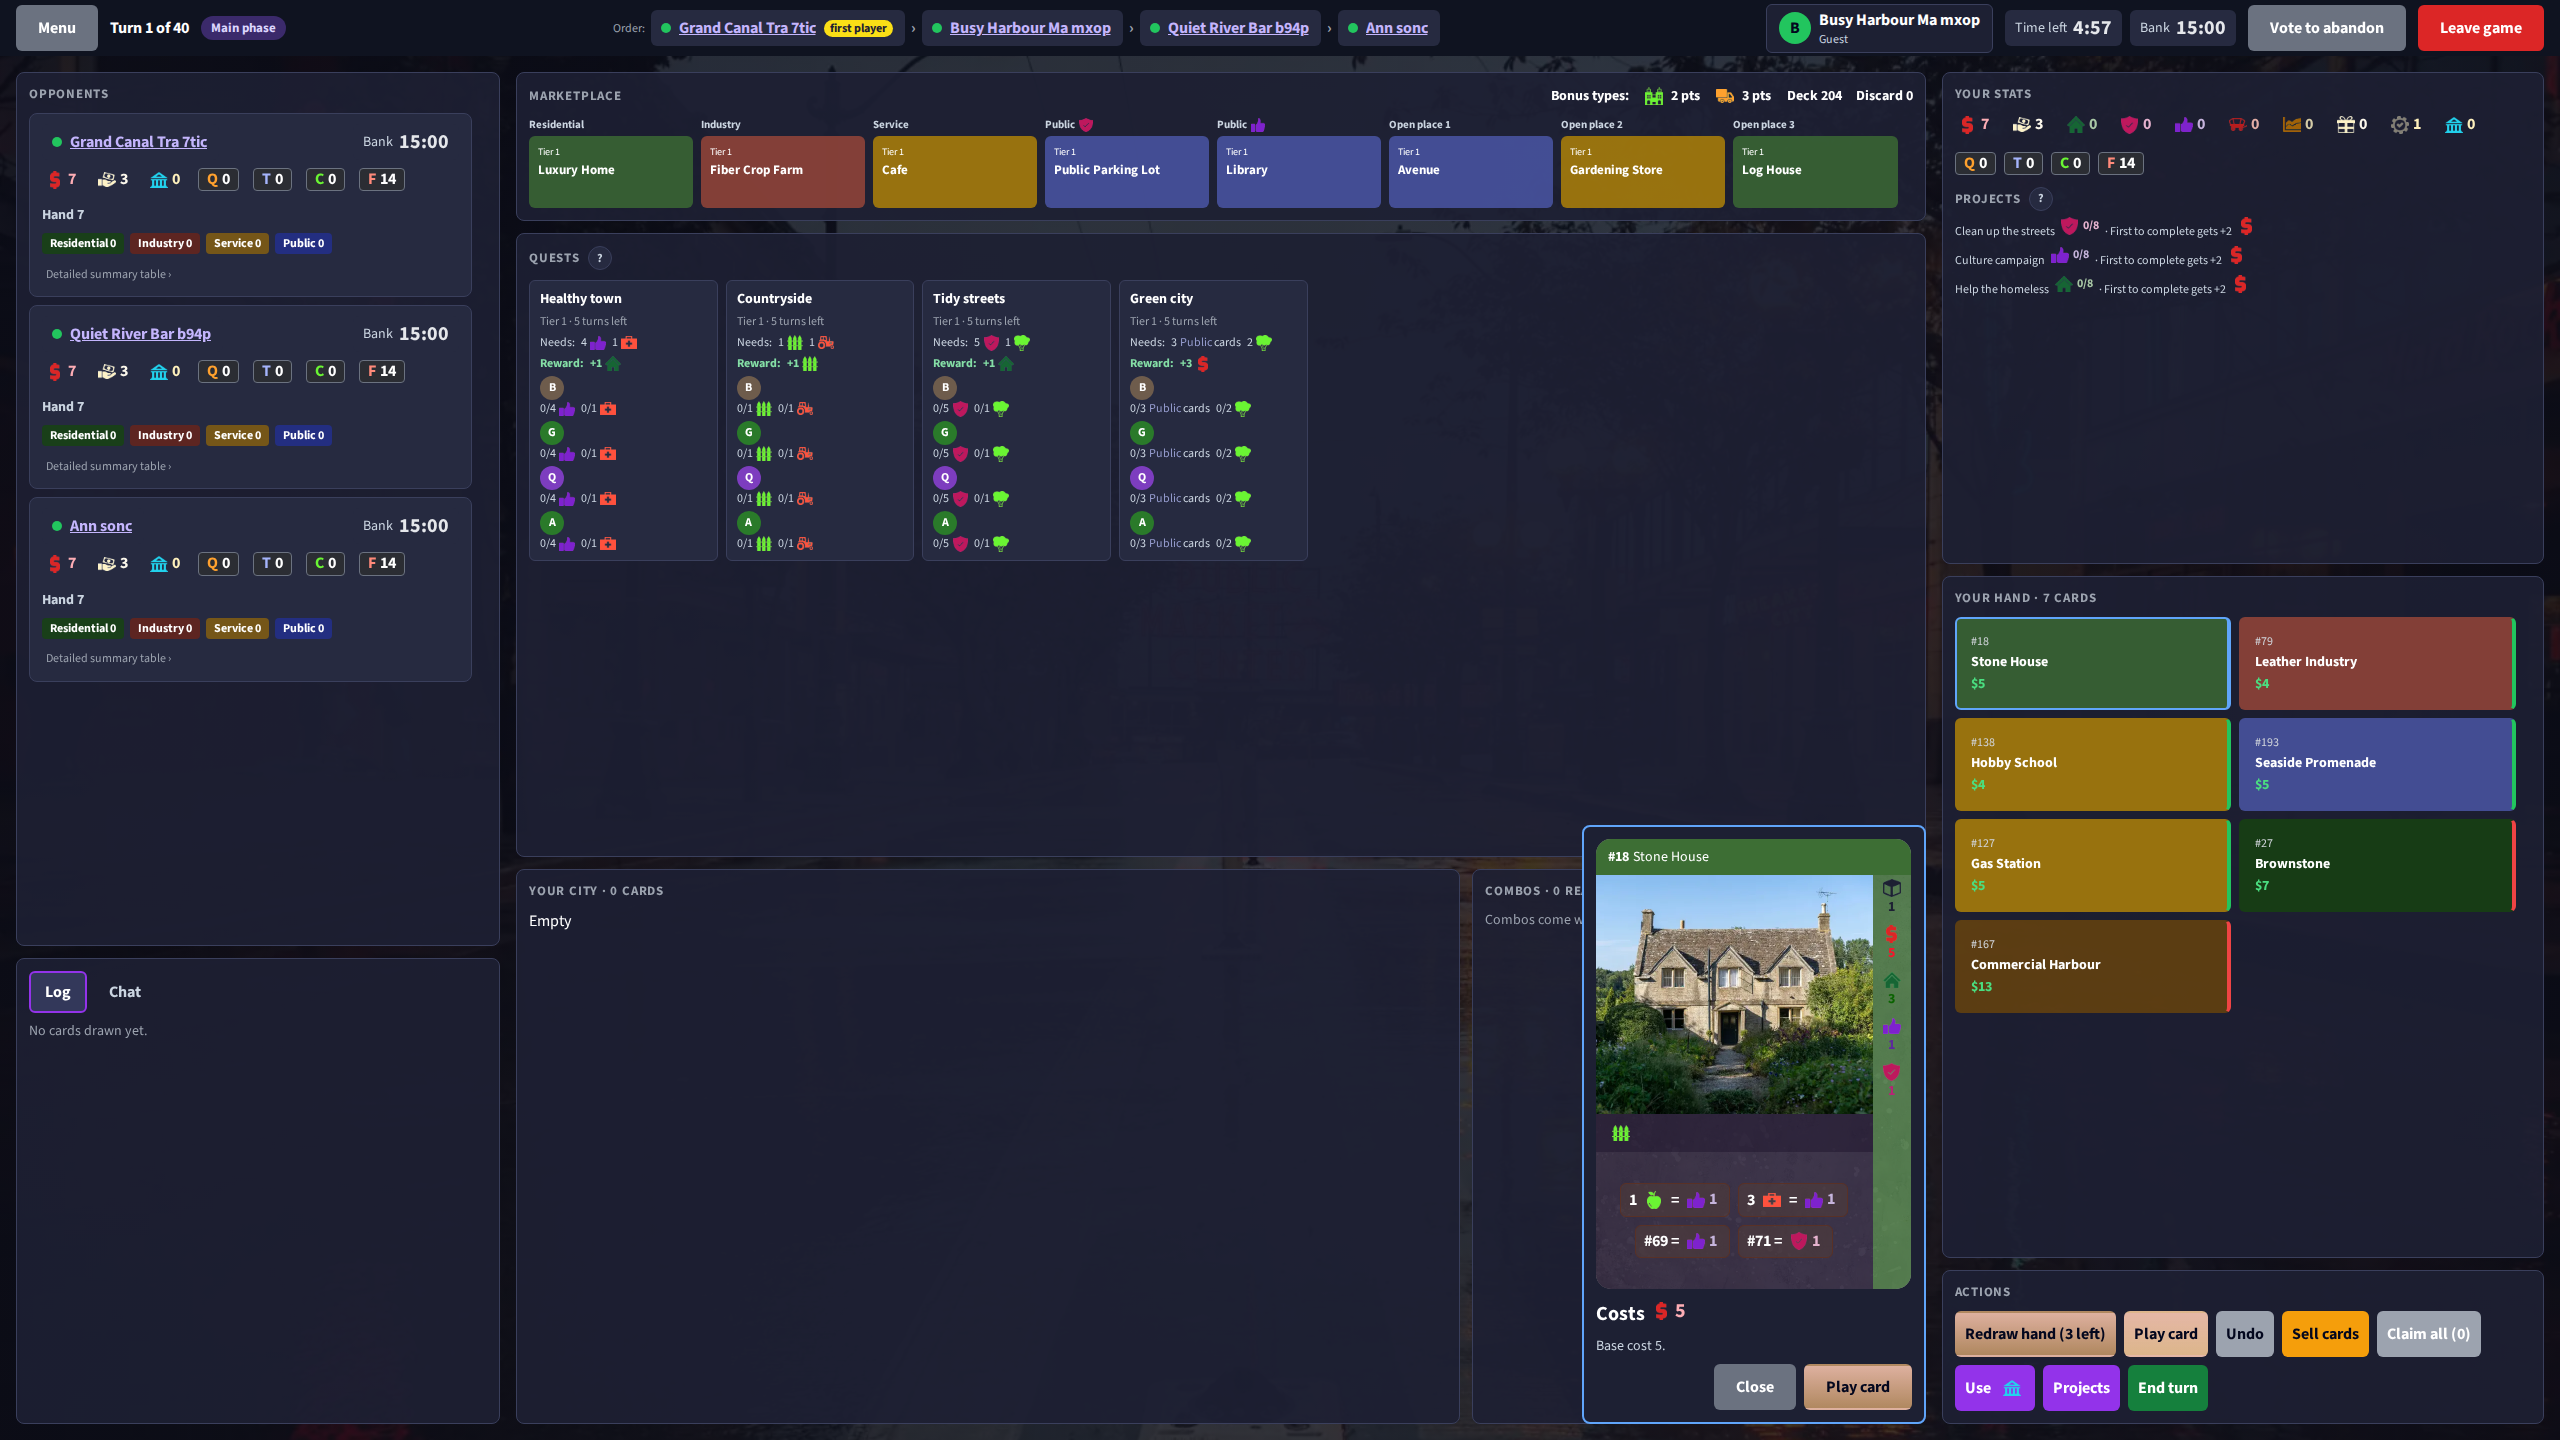 Menu
Turn 1 of 40
Main phase
Order:
Grand Canal Tra 7tic first player
›
Busy Harbour Ma mxop
›
Quiet River Bar b94p
›
Ann sonc
B
Busy Harbour Ma mxop
Guest
Time left 4:57
Bank 15:00
Vote to abandon
Leave game
OPPONENTS
Grand Canal Tra 7tic
Bank 15:00
7 3 0 Q 0 T 0 C 0 F 14
Hand 7
Residential 0 Industry 0 Service 0 Public 0
Detailed summary table ›
Quiet River Bar b94p
Bank 15:00
7 3 0 Q 0 T 0 C 0 F 14
Hand 7
Residential 0 Industry 0 Service 0 Public 0
Detailed summary table ›
Ann sonc
Bank 15:00
7 3 0 Q 0 T 0 C 0 F 14
Hand 7
Residential 0 Industry 0 Service 0 Public 0
Detailed summary table ›
Log
Chat
No cards drawn yet.
MARKETPLACE
Bonus types: 2 pts 3 pts Deck 204 Discard 0
Residential
Tier 1
Luxury Home
Industry
Tier 1
Fiber Crop Farm
Service
Tier 1
Cafe
Public
Tier 1
Public Parking Lot
Public
Tier 1
Library
Open place 1
Tier 1
Avenue
Open place 2
Tier 1
Gardening Store
Open place 3
Tier 1
Log House
QUESTS ?
Healthy town
Tier 1 · 5 turns left
Needs: 4 1
Reward: +1
B
0/4 0/1
G
0/4 0/1
Q
0/4 0/1
A
0/4 0/1
Countryside
Tier 1 · 5 turns left
Needs: 1 1
Reward: +1
B
0/1 0/1
G
0/1 0/1
Q
0/1 0/1
A
0/1 0/1
Tidy streets
Tier 1 · 5 turns left
Needs: 5 1
Reward: +1
B
0/5 0/1
G
0/5 0/1
Q
0/5 0/1
A
0/5 0/1
Green city
Tier 1 · 5 turns left
Needs: 3 Public cards 2
Reward: +3
B
0/3 Public cards 0/2
G
0/3 Public cards 0/2
Q
0/3 Public cards 0/2
A
0/3 Public cards 0/2
YOUR CITY · 0 CARDS
Empty
COMBOS · 0 RE
Combos come w
#18 Stone House
1
5
3
1
1
1 = 1 3 = 1
#69 = 1 #71 = 1
Costs 5
Base cost 5.
Close
Play card
YOUR STATS
7 3 0 0 0 0 0 0 1 0
Q 0 T 0 C 0 F 14
PROJECTS ?
Clean up the streets 0/8 · First to complete gets +2
Culture campaign 0/8 · First to complete gets +2
Help the homeless 0/8 · First to complete gets +2
YOUR HAND · 7 CARDS
#18
Stone House
$5
#79
Leather Industry
$4
#138
Hobby School
$4
#193
Seaside Promenade
$5
#127
Gas Station
$5
#27
Brownstone
$7
#167
Commercial Harbour
$13
ACTIONS
Redraw hand (3 left)
Play card
Undo
Sell cards
Claim all (0)
Use
Projects
End turn